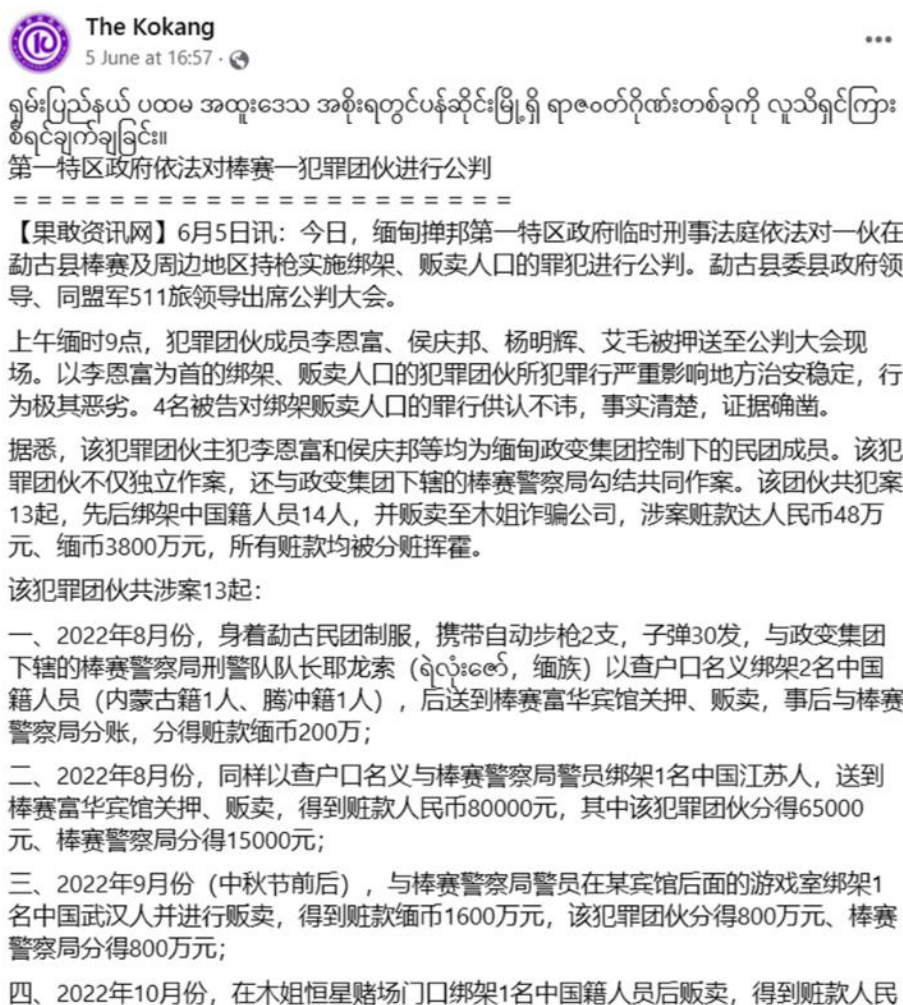 The Kokang
5 June at 16:57 ·
ရှမ်းပြည်နယ် ပထမ အထူးဒေသ အစိုးရတွင်ပန်ဆိုင်းမြို့ရှိ ရာဇဝတ်ဂိုဏ်းတစ်ခုကို လူသိရှင်ကြား
စီရင်ချက်ချခြင်း။
第一特区政府依法对棒赛一犯罪团伙进行公判
= = = = = = = = = = = = = = = = = = = = =
【果敢资讯网】6月5日讯：今日，缅甸掸邦第一特区政府临时刑事法庭依法对一伙在
勐古县棒赛及周边地区持枪实施绑架、贩卖人口的罪犯进行公判。勐古县委县政府领
导、同盟军511旅领导出席公判大会。
上午缅时9点，犯罪团伙成员李恩富、侯庆邦、杨明辉、艾毛被押送至公判大会现
场。以李恩富为首的绑架、贩卖人口的犯罪团伙所犯罪行严重影响地方治安稳定，行
为极其恶劣。4名被告对绑架贩卖人口的罪行供认不讳，事实清楚，证据确凿。
据悉，该犯罪团伙主犯李恩富和侯庆邦等均为缅甸政变集团控制下的民团成员。该犯
罪团伙不仅独立作案，还与政变集团下辖的棒赛警察局勾结共同作案。该团伙共犯案
13起，先后绑架中国籍人员14人，并贩卖至木姐诈骗公司，涉案赃款达人民币48万
元、缅币3800万元，所有赃款均被分赃挥霍。
该犯罪团伙共涉案13起：
一、2022年8月份，身着勐古民团制服，携带自动步枪2支，子弹30发，与政变集团
下辖的棒赛警察局刑警队队长耶龙索（ရဲလုံးဇော်，缅族）以查户口名义绑架2名中国
籍人员（内蒙古籍1人、腾冲籍1人），后送到棒赛富华宾馆关押、贩卖，事后与棒赛
警察局分账，分得赃款缅币200万；
二、2022年8月份，同样以查户口名义与棒赛警察局警员绑架1名中国江苏人，送到
棒赛富华宾馆关押、贩卖，得到赃款人民币80000元，其中该犯罪团伙分得65000
元、棒赛警察局分得15000元；
三、2022年9月份（中秋节前后），与棒赛警察局警员在某宾馆后面的游戏室绑架1
名中国武汉人并进行贩卖，得到赃款缅币1600万元，该犯罪团伙分得800万元、棒赛
警察局分得800万元；
四、2022年10月份，在木姐恒星赌场门口绑架1名中国籍人员后贩卖，得到赃款人民